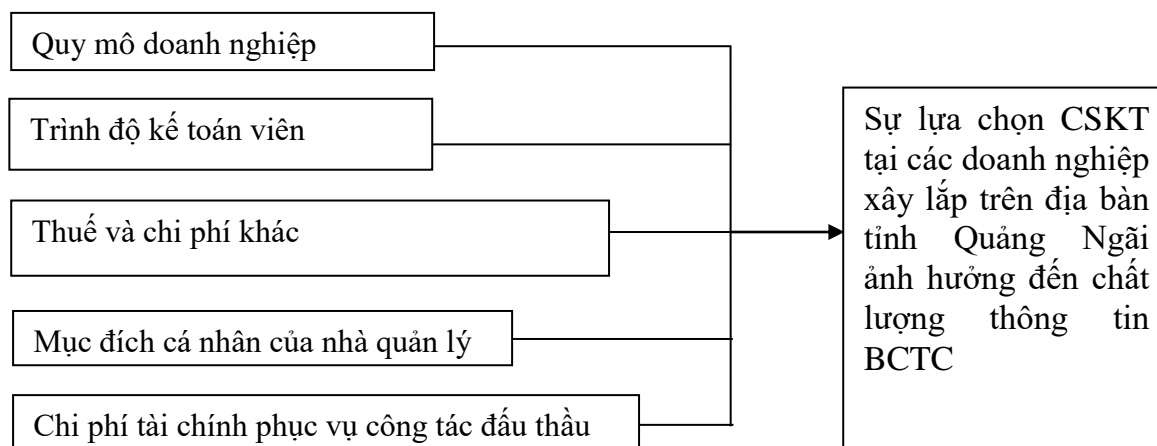 Quy mô doanh nghiệp
Trình độ kế toán viên
Thuế và chi phí khác
Mục đích cá nhân của nhà quản lý
Chi phí tài chính phục vụ công tác đấu thầu
Sự lựa chọn CSKT
tại các doanh nghiệp
xây lắp trên địa bàn
tỉnh Quảng Ngãi
ảnh hưởng đến chất
lượng thông tin
BCTC